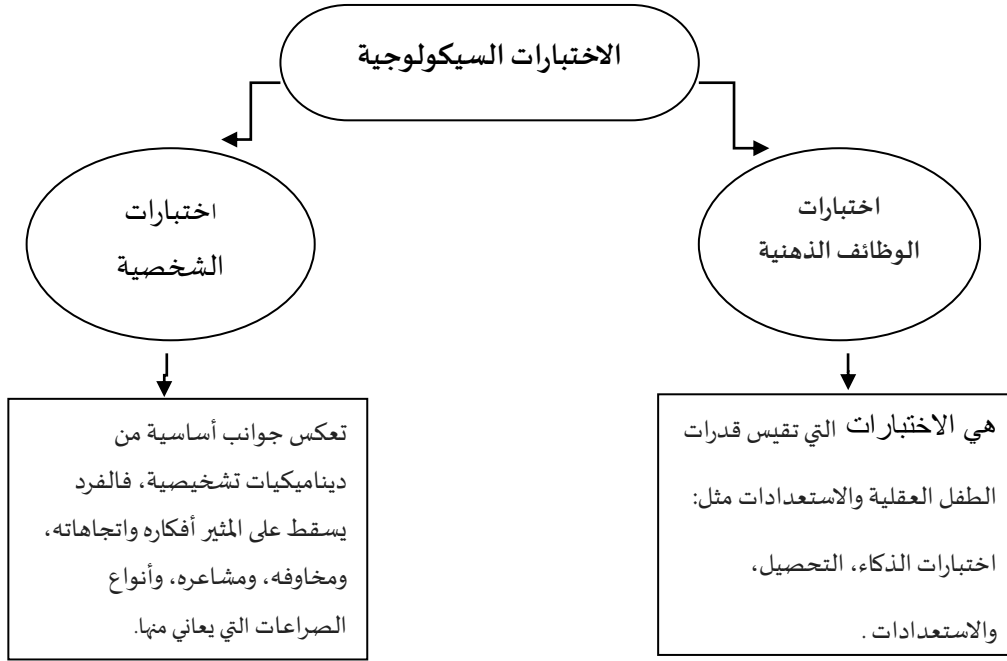 الاختبارات السيكولوجية
اختبارات
الوظائف الذهنية
اختبارات
الشخصية
هي الاختبارات التي تقيس قدرات
الطفل العقلية والاستعدادات مثل:
اختبارات الذكاء، التحصيل،
والاستعدادات .
تعكس جوانب أساسية من
ديناميكيات تشخيصية، فالفرد
يسقط على المثير أفكاره واتجاهاته،
ومخاوفه، ومشاعره، وأنواع
الصراعات التي يعاني منها.